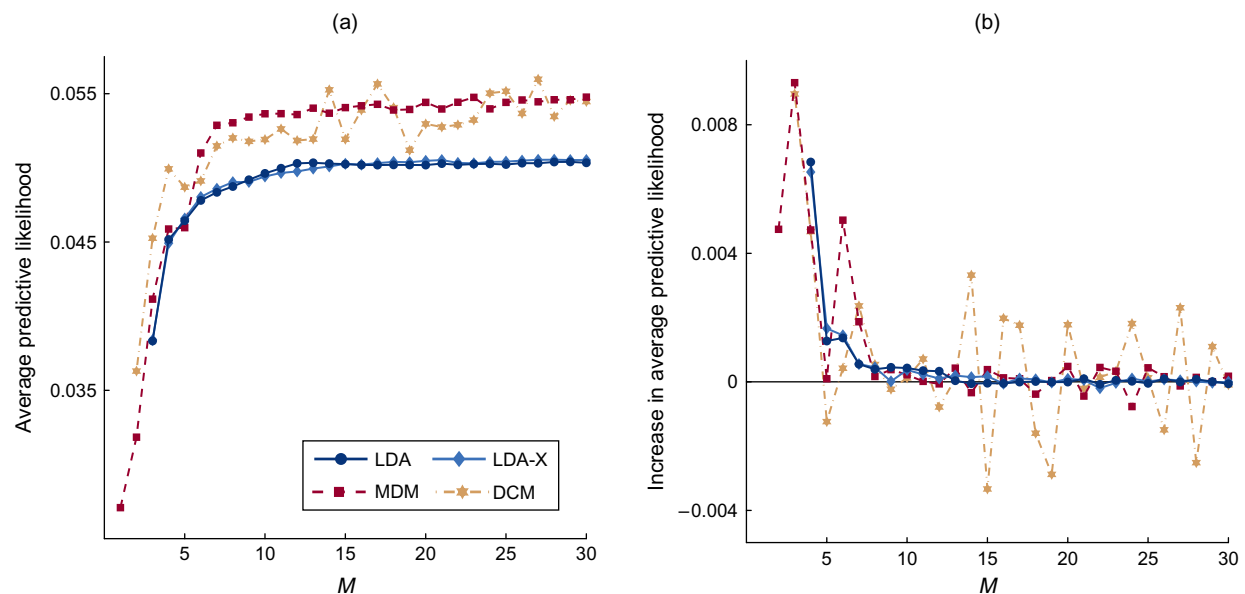 (a)
Average predictive likelihood
0.055
0.045
0.035
LDA
LDA-X
MDM
DCM
5
10
15
20
25
30
M
(b)
Increase in average predictive likelihood
0.008
0.004
0
−0.004
5
10
15
20
25
30
M